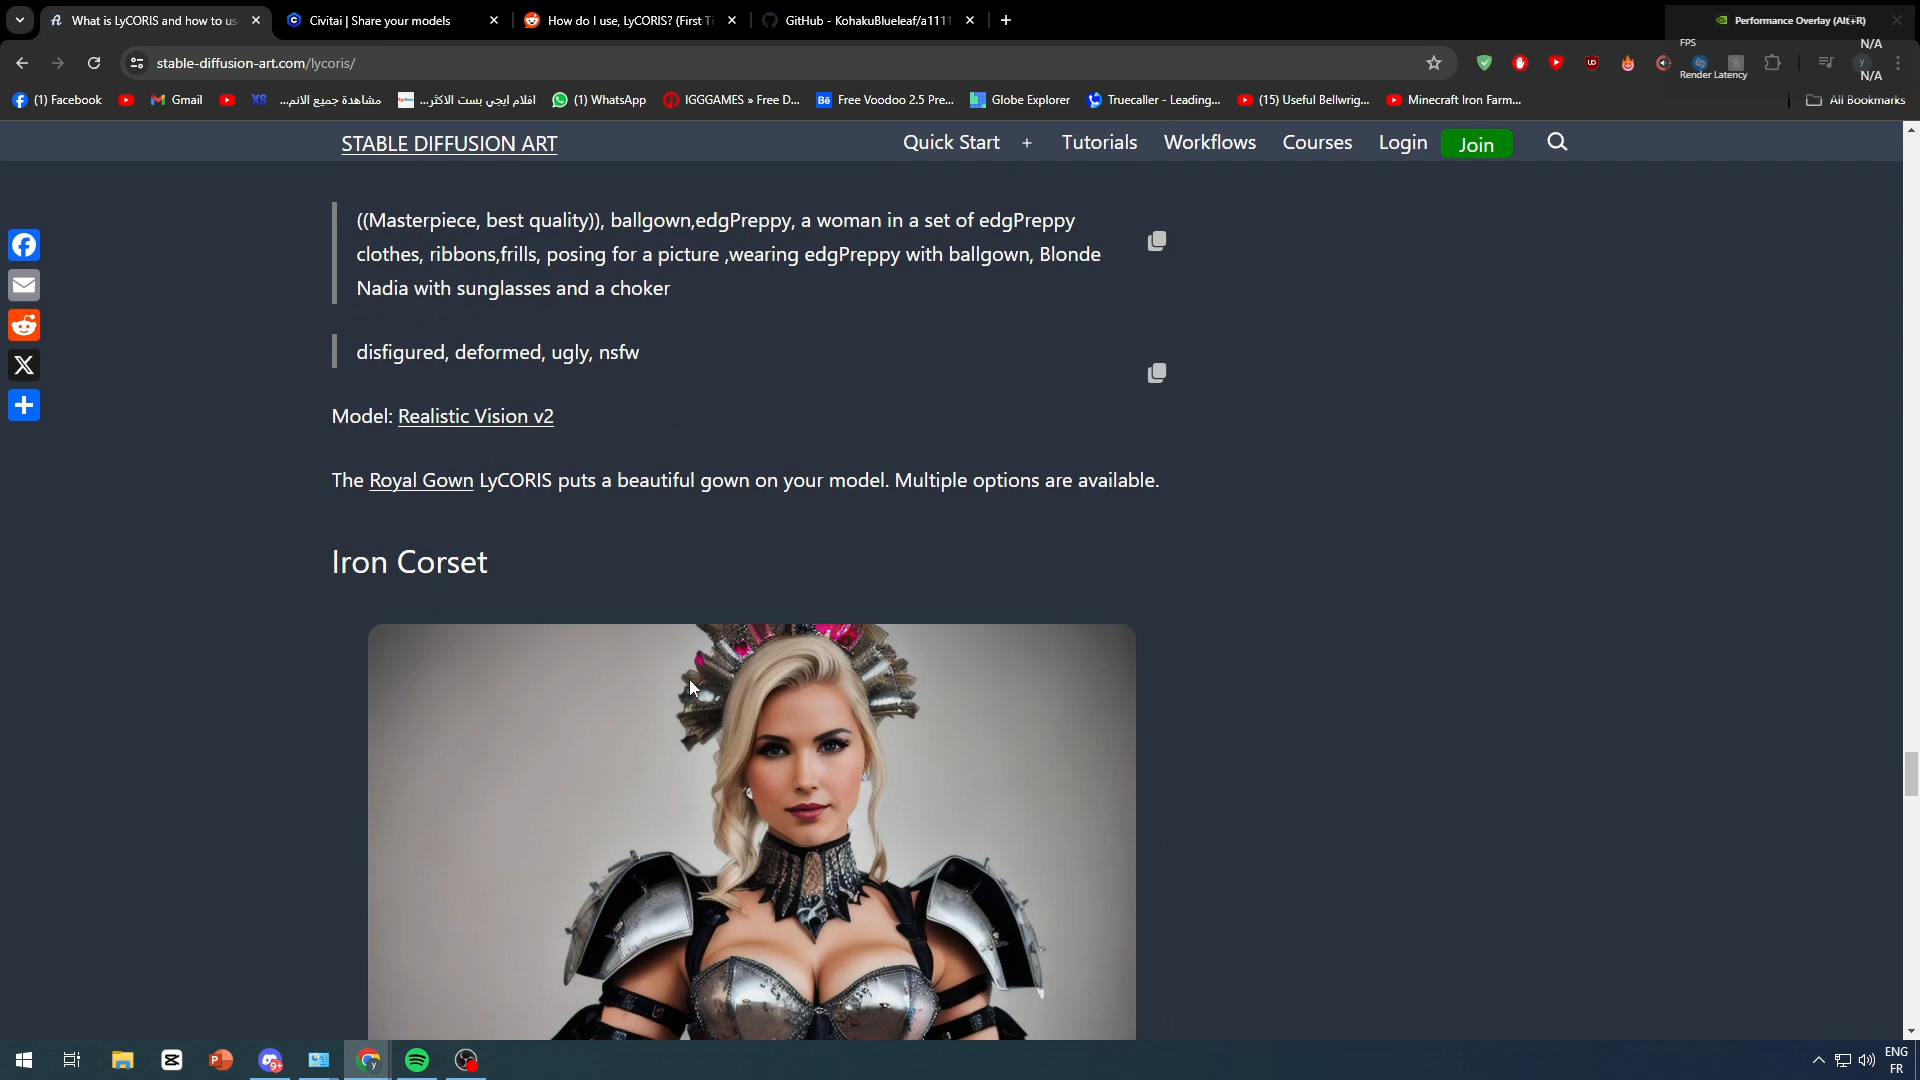 What is LyCORIS and how to us
Civitai | Share your models
How do I use, LyCORIS? (First Ti
GitHub - KohakuBlueleaf/a1111
Performance Overlay (Alt+R)
FPS
N/A
Render Latency
N/A
stable-diffusion-art.com/lycoris/
(1) Facebook
Gmail
XS
مشاهدة جميع الانم...
افلام ايجي بست الاكثر...
(1) WhatsApp
IGGGAMES » Free D...
Free Voodoo 2.5 Pre...
Globe Explorer
Truecaller - Leading...
(15) Useful Bellwrig...
Minecraft Iron Farm...
All Bookmarks
STABLE DIFFUSION ART
Quick Start + Tutorials Workflows Courses Login Join
((Masterpiece, best quality)), ballgown,edgPreppy, a woman in a set of edgPreppy
clothes, ribbons,frills, posing for a picture ,wearing edgPreppy with ballgown, Blonde
Nadia with sunglasses and a choker
disfigured, deformed, ugly, nsfw
Model: Realistic Vision v2
The Royal Gown LyCORIS puts a beautiful gown on your model. Multiple options are available.
Iron Corset
ENG
FR